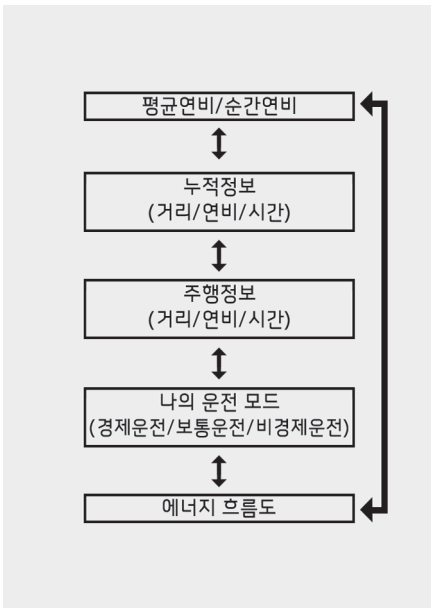 평균연비/순간연비
누적정보
(거리/연비/시간)
주행정보
(거리/연비/시간)
나의 운전 모드
(경제운전/보통운전/비경제운전)
에너지 흐름도